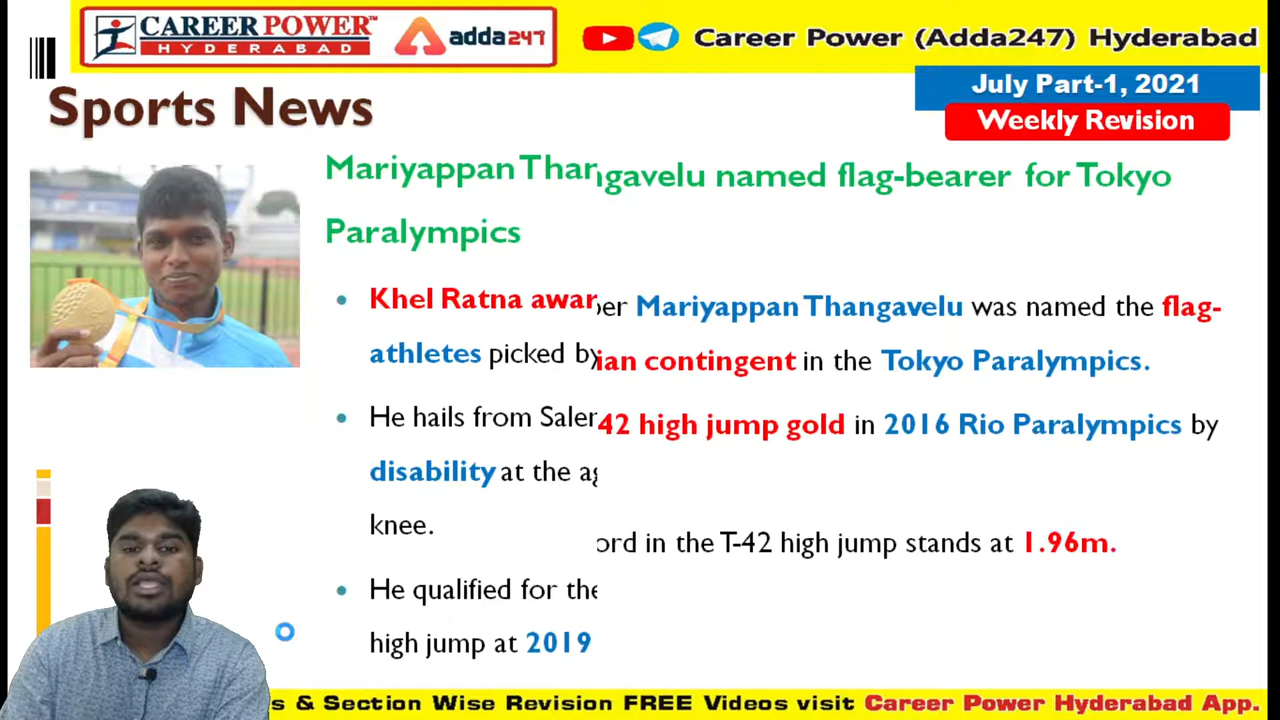 CAREER POWER™
HYDERABAD
adda247
Career Power (Adda247) Hyderabad
July Part-1, 2021
Weekly Revision
Sports News
Mariyappan Thangavelu named flag-bearer for Tokyo
Paralympics
• Khel Ratna awar er Mariyappan Thangavelu was named the flag-
athletes picked by ian contingent in the Tokyo Paralympics.
• He hails from Saler 42 high jump gold in 2016 Rio Paralympics by
disability at the ag
knee.
ord in the T-42 high jump stands at 1.96m.
• He qualified for the
high jump at 2019
s & Section Wise Revision FREE Videos visit Career Power Hyderabad App.